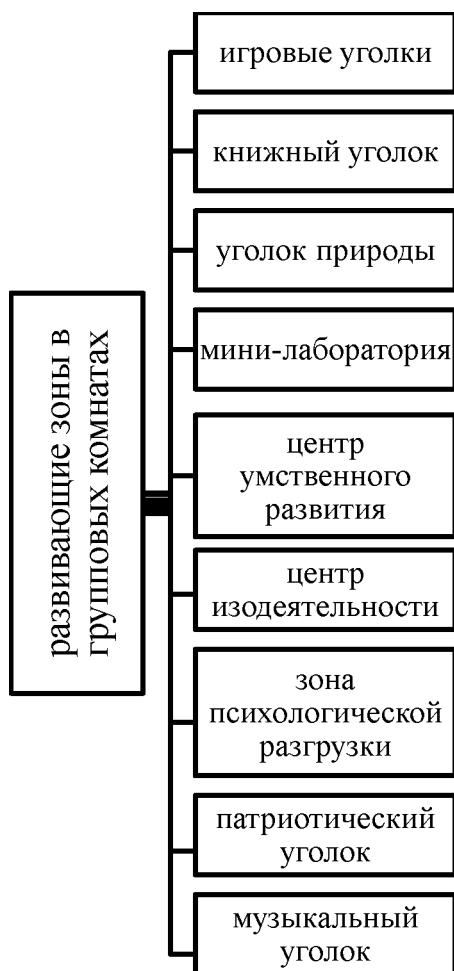 развивающие зоны в
групповых комнатах
игровые уголки
книжный уголок
уголок природы
мини-лаборатория
центр
умственного
развития
центр
изодеятельности
зона
психологической
разгрузки
патриотический
уголок
музыкальный
уголок